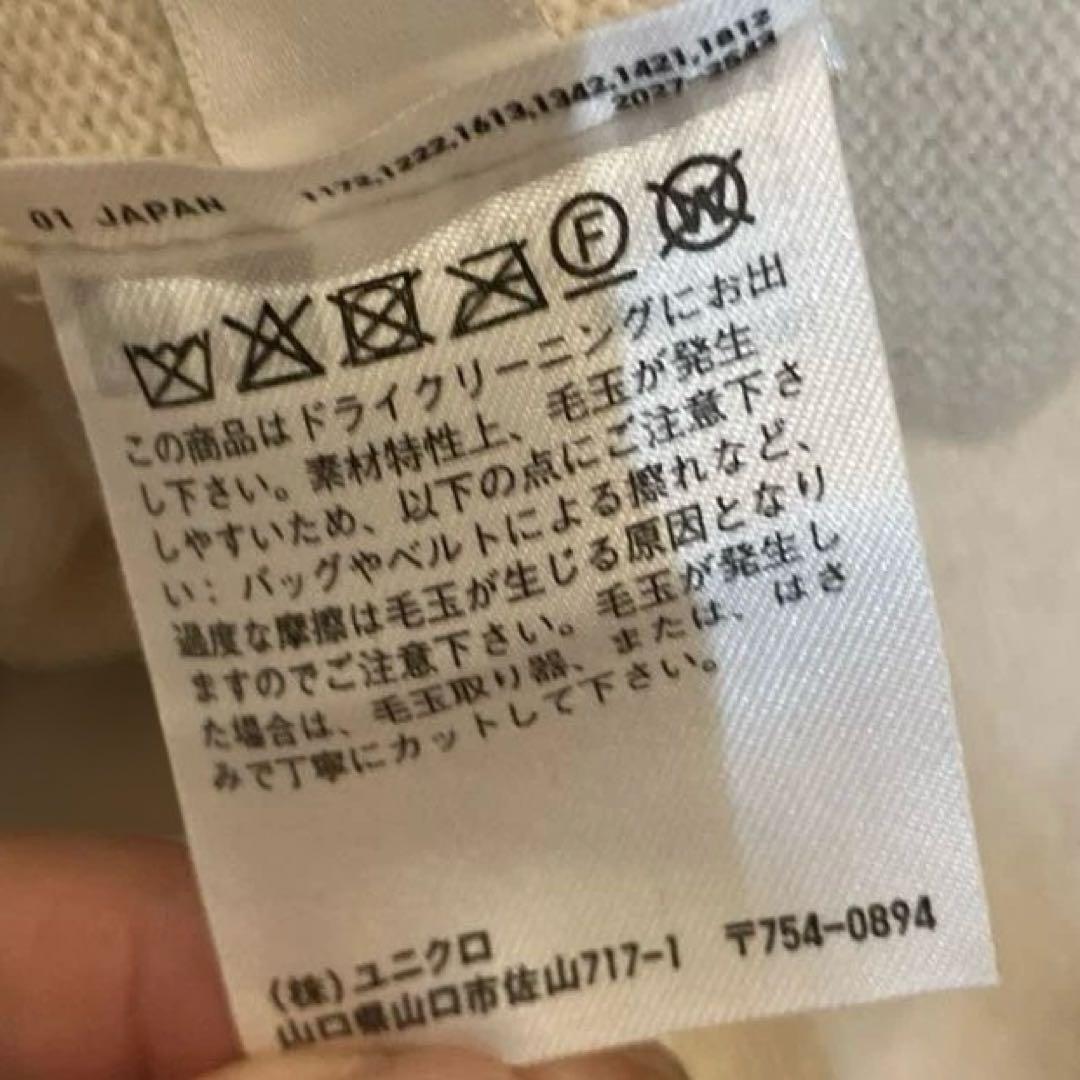 01 JAPAN 1172,1222,1613,1342,1421,1812
F W
この商品はドライクリーニングにお出
し下さい。素材特性上、毛玉が発生
しやすいため、以下の点にご注意下さ
い：バッグやベルトによる擦れなど、
過度な摩擦は毛玉が生じる原因となり
ますのでご注意下さい。毛玉が発生し
た場合は、毛玉取り器、または、はさ
みで丁寧にカットして下さい。
(株)ユニクロ
山口県山口市佐山717-1 〒754-0894